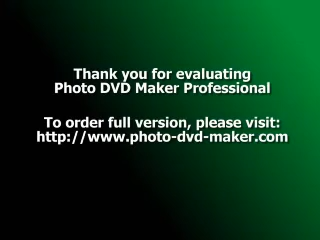 Thank you for evaluating
Photo DVD Maker Professional
To order full version, please visit:
http://www.photo-dvd-maker.com